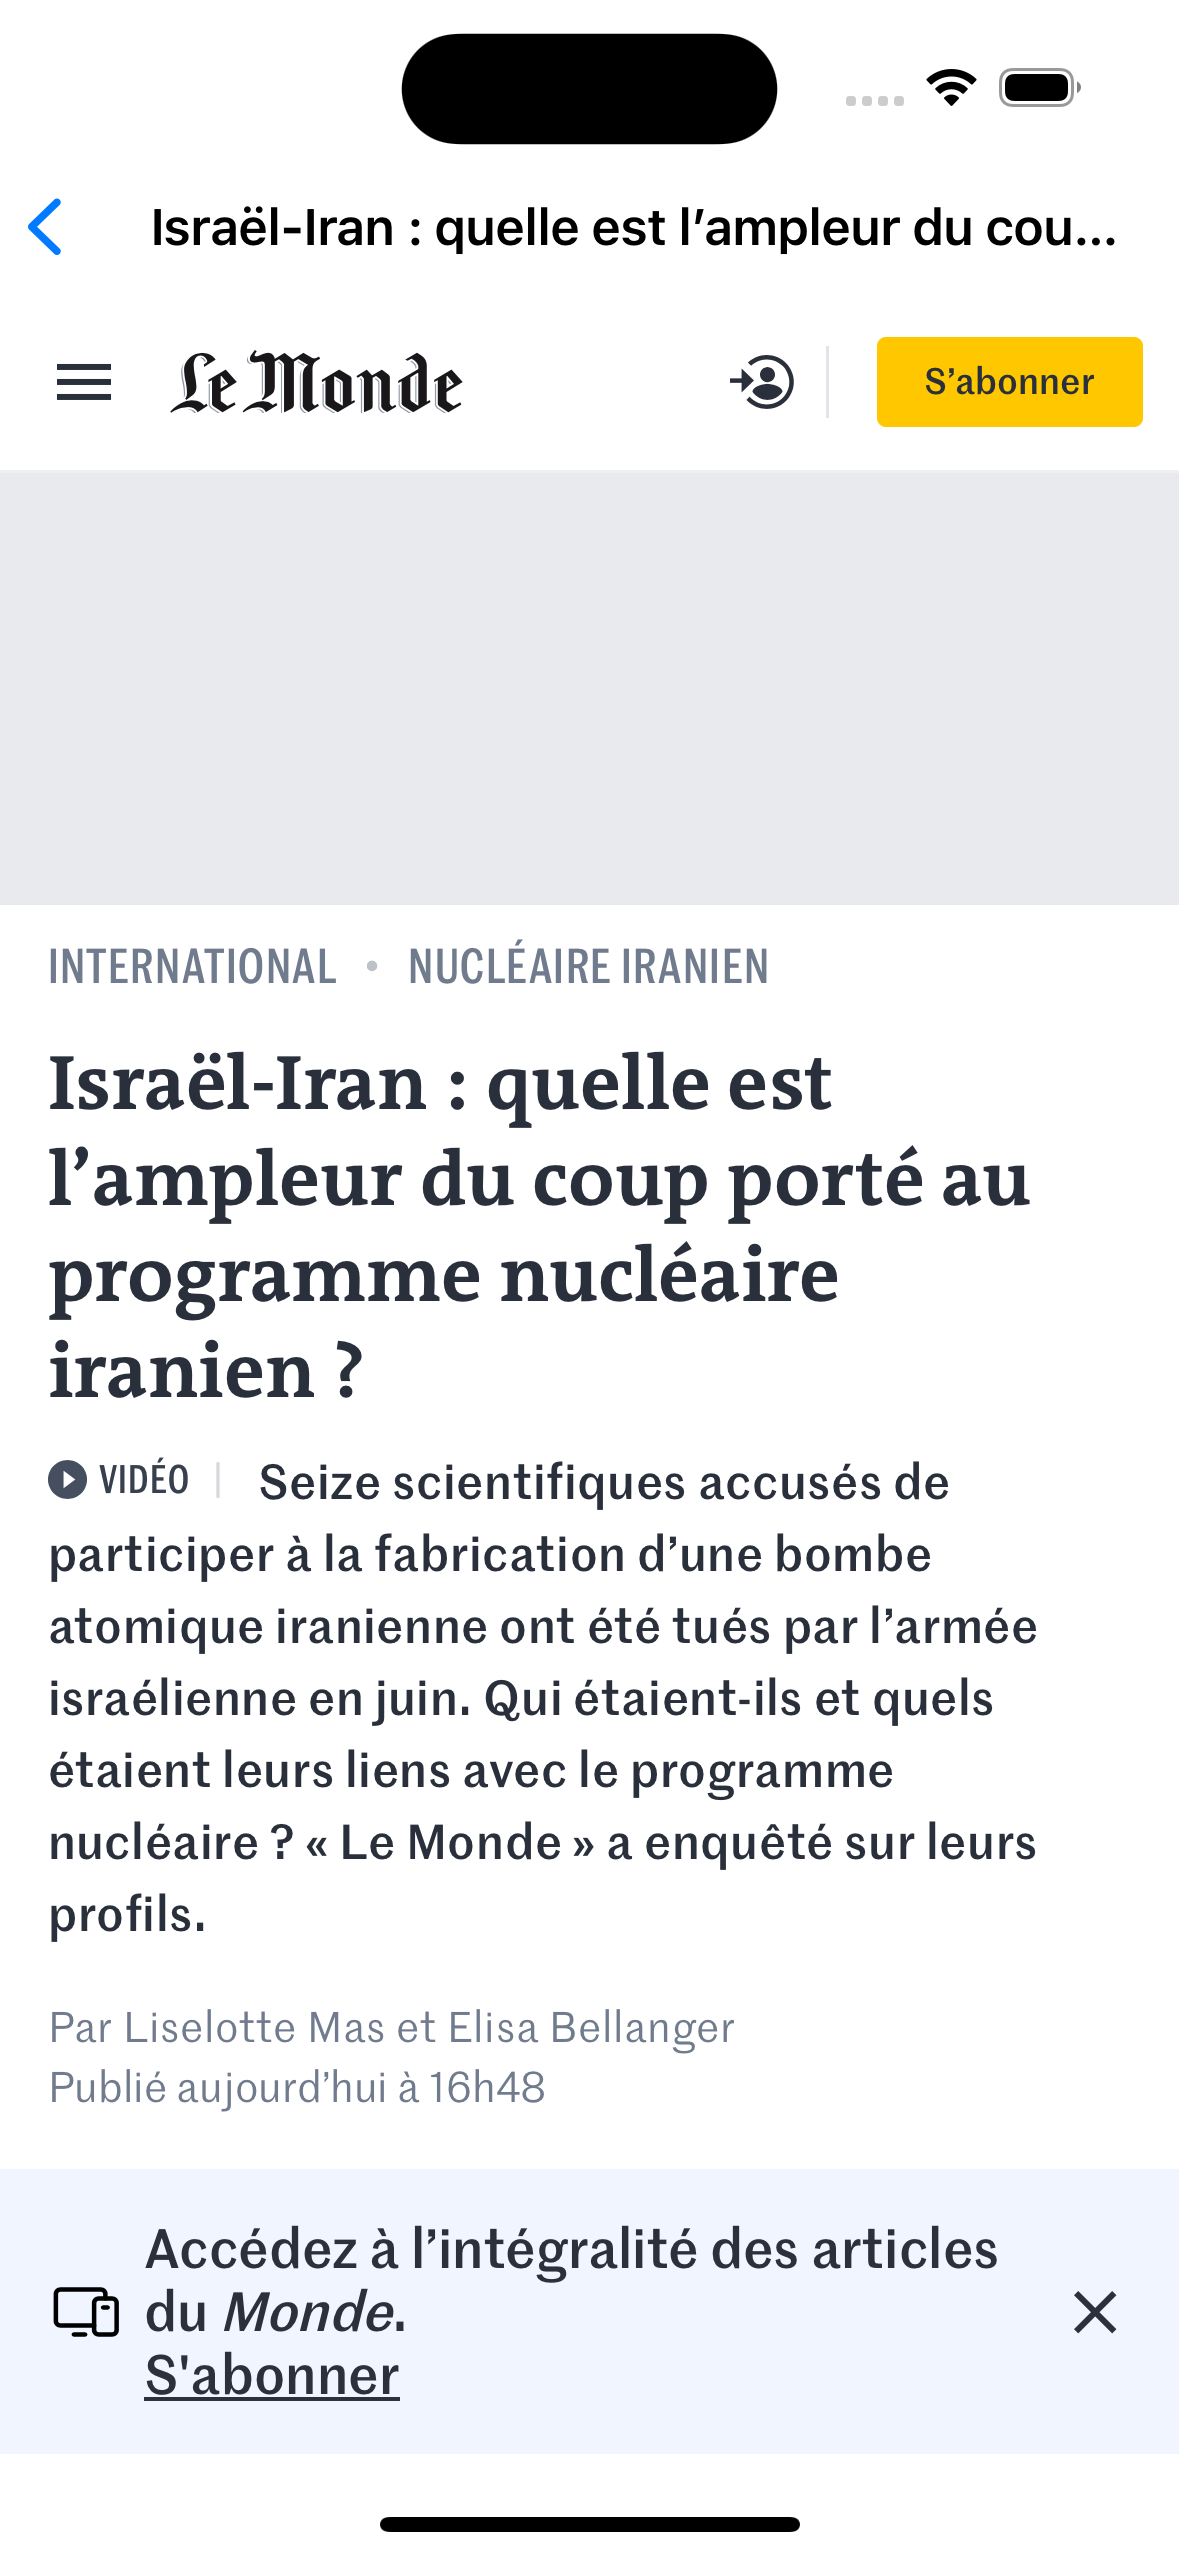 Israël-Iran : quelle est l’ampleur du cou...
Le Monde
S’abonner
INTERNATIONAL • NUCLÉAIRE IRANIEN
Israël-Iran : quelle est
l’ampleur du coup porté au
programme nucléaire
iranien ?
VIDÉO | Seize scientifiques accusés de
participer à la fabrication d’une bombe
atomique iranienne ont été tués par l’armée
israélienne en juin. Qui étaient-ils et quels
étaient leurs liens avec le programme
nucléaire ? « Le Monde » a enquêté sur leurs
profils.
Par Liselotte Mas et Elisa Bellanger
Publié aujourd’hui à 16h48
Accédez à l’intégralité des articles
du Monde.
S'abonner